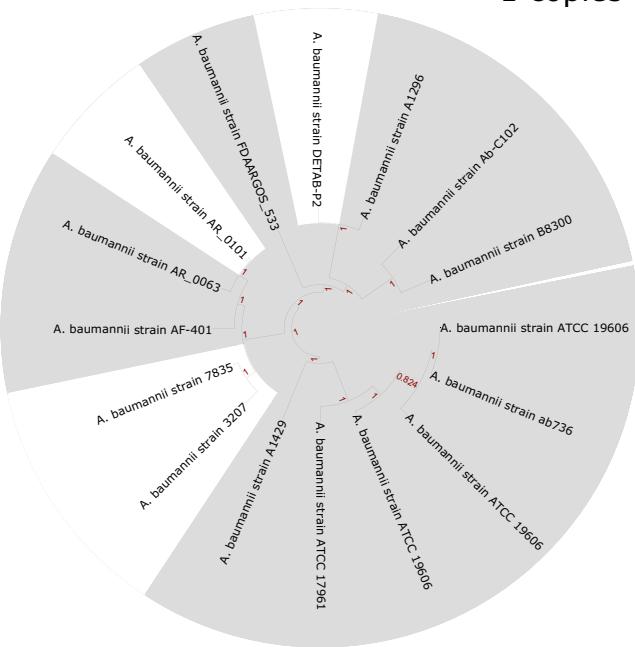 A. baumannii strain DETAB-P2
A. baumannii strain A1296
A. baumannii strain Ab-C102
A. baumannii strain B8300
A. baumannii strain ATCC 19606
A. baumannii strain ab736
A. baumannii strain ATCC 19606
A. baumannii strain ATCC 19606
A. baumannii strain ATCC 17961
A. baumannii strain A1429
A. baumannii strain 3207
A. baumannii strain 7835
A. baumannii strain AF-401
A. baumannii strain AR_0063
A. baumannii strain AR_0101
A. baumannii strain FDAARGOS_533
1
1
1
1
1
1
1
1
1
1
1
1
1
1
0.824
1